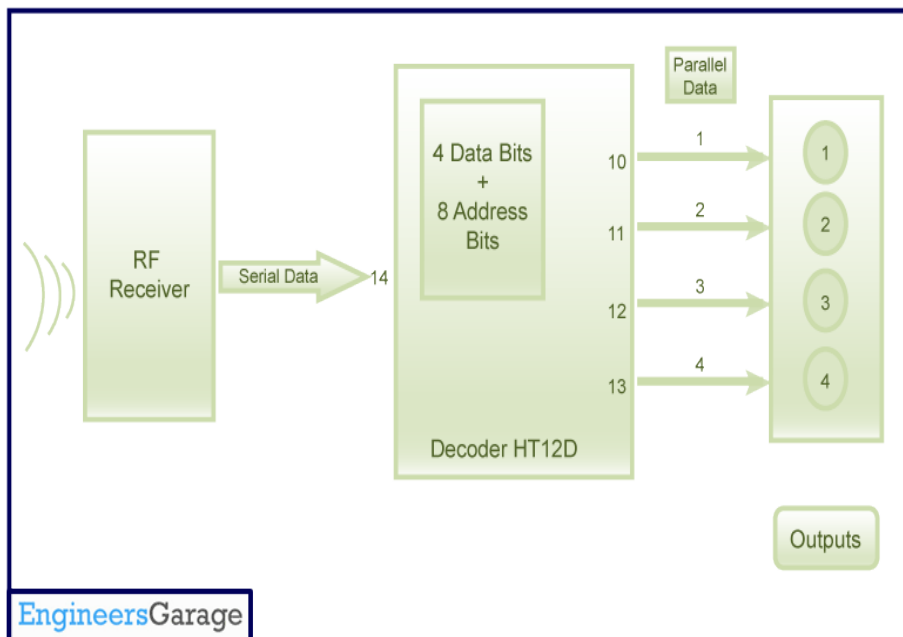 Parallel
Data
4 Data Bits
+
8 Address
Bits
10
1
1
11
2
2
RF
Receiver
Serial Data
14
12
3
3
13
4
4
Decoder HT12D
Outputs
EngineersGarage